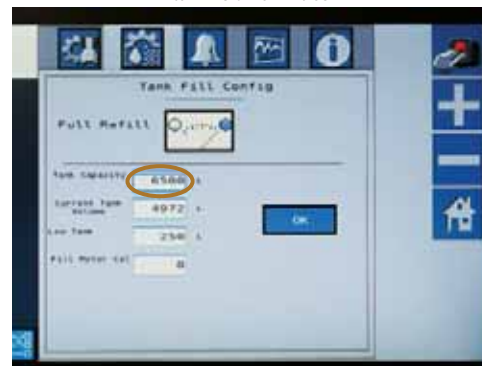 Tank Fill Config
Full Refill
Tank Capacity 6500 L
Current Tank Volume 4972 L
Low Tank 250 L
Fill Meter Cal 0
OK